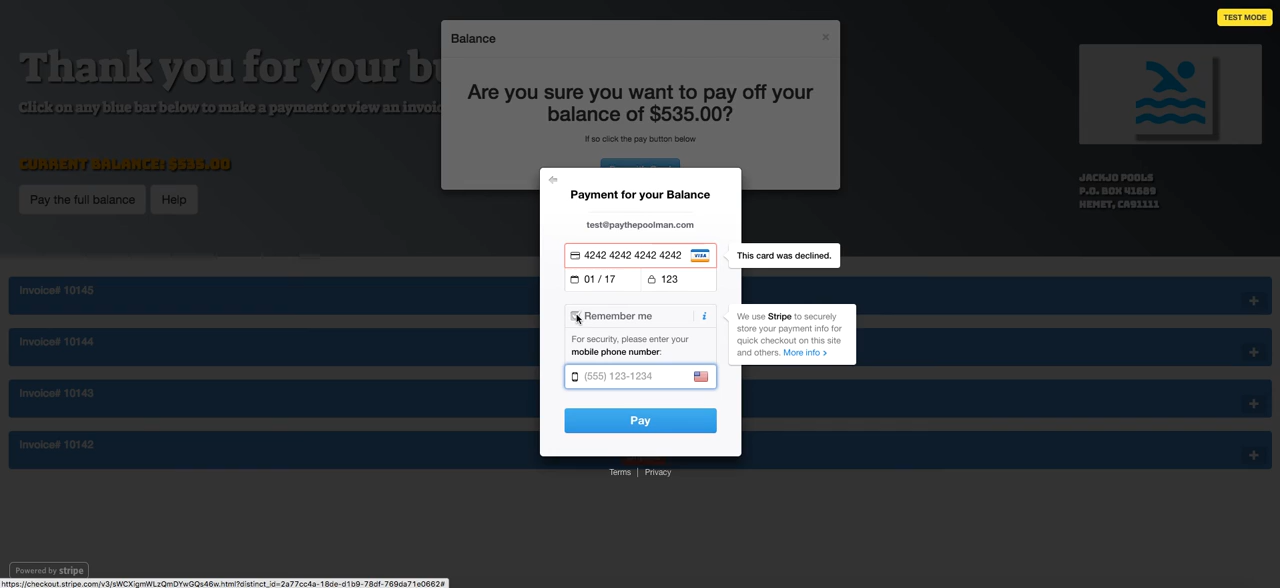 TEST MODE
Balance
×
Thank you for your bu
Click on any blue bar below to make a payment or view an invoic
Are you sure you want to pay off your
balance of $535.00?
If so click the pay button below
CURRENT BALANCE: $535.00
Pay the full balance
Help
JACKJO POOLS
P.O. BOX 41689
HEMET, CA91111
Payment for your Balance
test@paythepoolman.com
4242 4242 4242 4242
VISA
This card was declined.
01 / 17
123
Remember me
i
We use Stripe to securely
store your payment info for
quick checkout on this site
and others. More info >
For security, please enter your
mobile phone number:
(555) 123-1234
Pay
Invoice# 10145
Invoice# 10144
Invoice# 10143
Invoice# 10142
Terms | Privacy
Powered by stripe
https://checkout.stripe.com/v3/sWCXigmWLzQmDYwGQs46w.html?distinct_id=2a77cc4a-18de-d1b9-78df-769da71e0662#